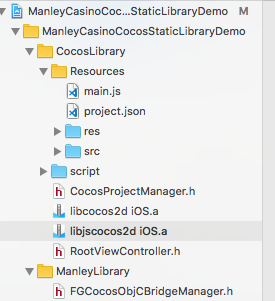 ManleyCasinoCoc...StaticLibraryDemo M
ManleyCasinoCocosStaticLibraryDemo
CocosLibrary
Resources
main.js
project.json
res
src
script
CocosProjectManager.h
libcocos2d iOS.a
libjscocos2d iOS.a
RootViewController.h
ManleyLibrary
FGCocosObjCBridgeManager.h